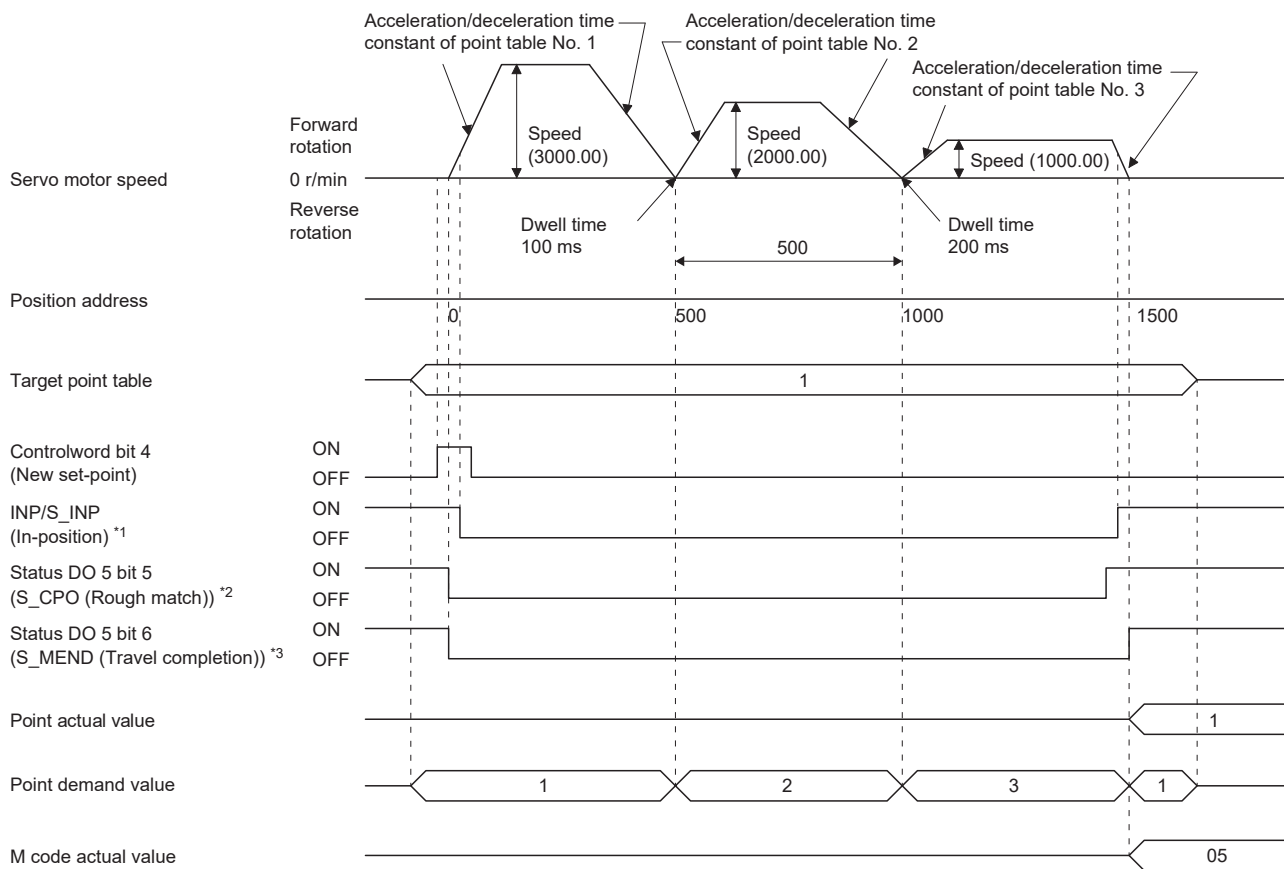 Acceleration/deceleration time
constant of point table No. 1
Acceleration/deceleration time
constant of point table No. 2
Acceleration/deceleration time
constant of point table No. 3
Forward
rotation
Speed
(3000.00)
Speed
(2000.00)
Speed (1000.00)
Servo motor speed
0 r/min
Reverse
rotation
Dwell time
100 ms
Dwell time
200 ms
500
Position address
0
500
1000
1500
Target point table
1
Controlword bit 4
(New set-point)
ON
OFF
INP/S_INP
(In-position) *1
ON
OFF
Status DO 5 bit 5
(S_CPO (Rough match)) *2
ON
OFF
Status DO 5 bit 6
(S_MEND (Travel completion)) *3
ON
OFF
Point actual value
1
Point demand value
1
2
3
1
M code actual value
05